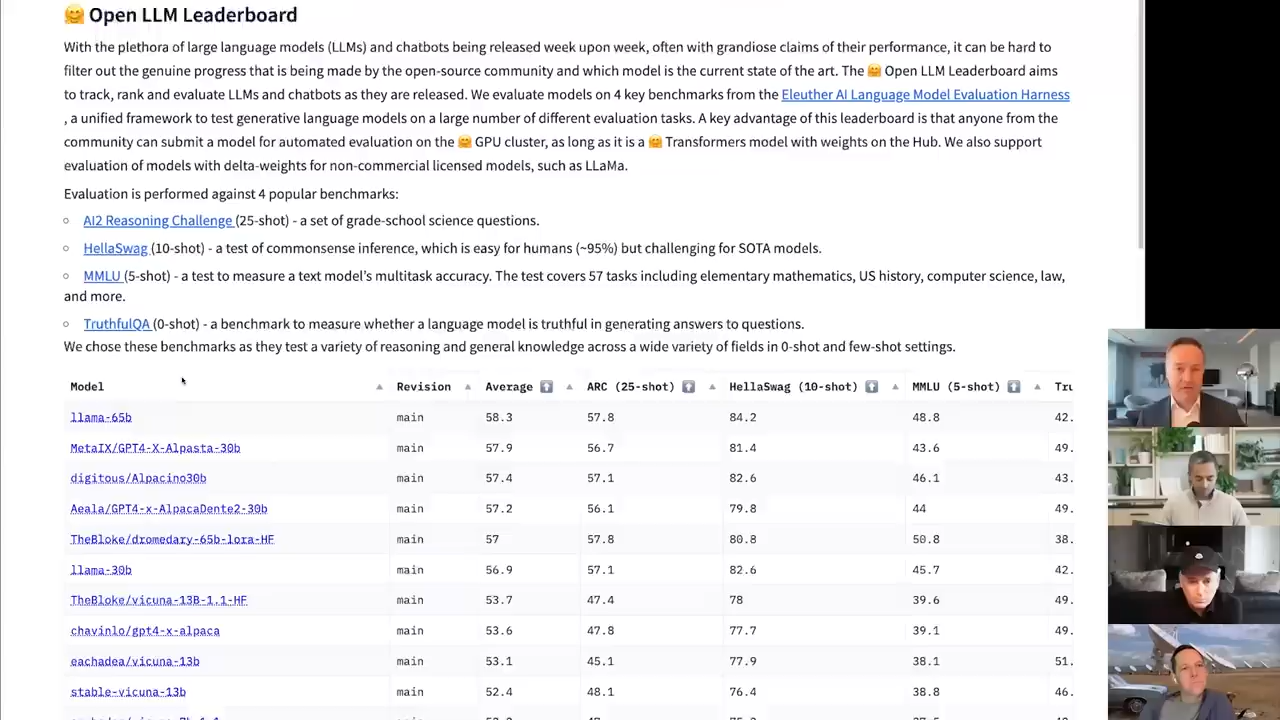 🤗 Open LLM Leaderboard
With the plethora of large language models (LLMs) and chatbots being released week upon week, often with grandiose claims of their performance, it can be hard to
filter out the genuine progress that is being made by the open-source community and which model is the current state of the art. The 🤗 Open LLM Leaderboard aims
to track, rank and evaluate LLMs and chatbots as they are released. We evaluate models on 4 key benchmarks from the Eleuther AI Language Model Evaluation Harness
, a unified framework to test generative language models on a large number of different evaluation tasks. A key advantage of this leaderboard is that anyone from the
community can submit a model for automated evaluation on the 🤗 GPU cluster, as long as it is a 🤗 Transformers model with weights on the Hub. We also support
evaluation of models with delta-weights for non-commercial licensed models, such as LLaMa.
Evaluation is performed against 4 popular benchmarks:
AI2 Reasoning Challenge (25-shot) - a set of grade-school science questions.
HellaSwag (10-shot) - a test of commonsense inference, which is easy for humans (~95%) but challenging for SOTA models.
MMLU (5-shot) - a test to measure a text model's multitask accuracy. The test covers 57 tasks including elementary mathematics, US history, computer science, law,
and more.
TruthfulQA (0-shot) - a benchmark to measure whether a language model is truthful in generating answers to questions.
We chose these benchmarks as they test a variety of reasoning and general knowledge across a wide variety of fields in 0-shot and few-shot settings.
Model Revision Average ⬆️ ARC (25-shot) ⬆️ HellaSwag (10-shot) ⬆️ MMLU (5-shot) ⬆️ Tru
llama-65b main 58.3 57.8 84.2 48.8 42.
MetaIX/GPT4-X-Alpasta-30b main 57.9 56.7 81.4 43.6 49.
digitous/Alpacino30b main 57.4 57.1 82.6 46.1 43.
Aeala/GPT4-x-AlpacaDente2-30b main 57.2 56.1 79.8 44 49.
TheBloke/dromedary-65b-lora-HF main 57 57.8 80.8 50.8 38.
llama-30b main 56.9 57.1 82.6 45.7 42.
TheBloke/vicuna-13B-1.1-HF main 53.7 47.4 78 39.6 49.
chavinlo/gpt4-x-alpaca main 53.6 47.8 77.7 39.1 49.
eachadea/vicuna-13b main 53.1 45.1 77.9 38.1 51.
stable-vicuna-13b main 52.4 48.1 76.4 38.8 46.